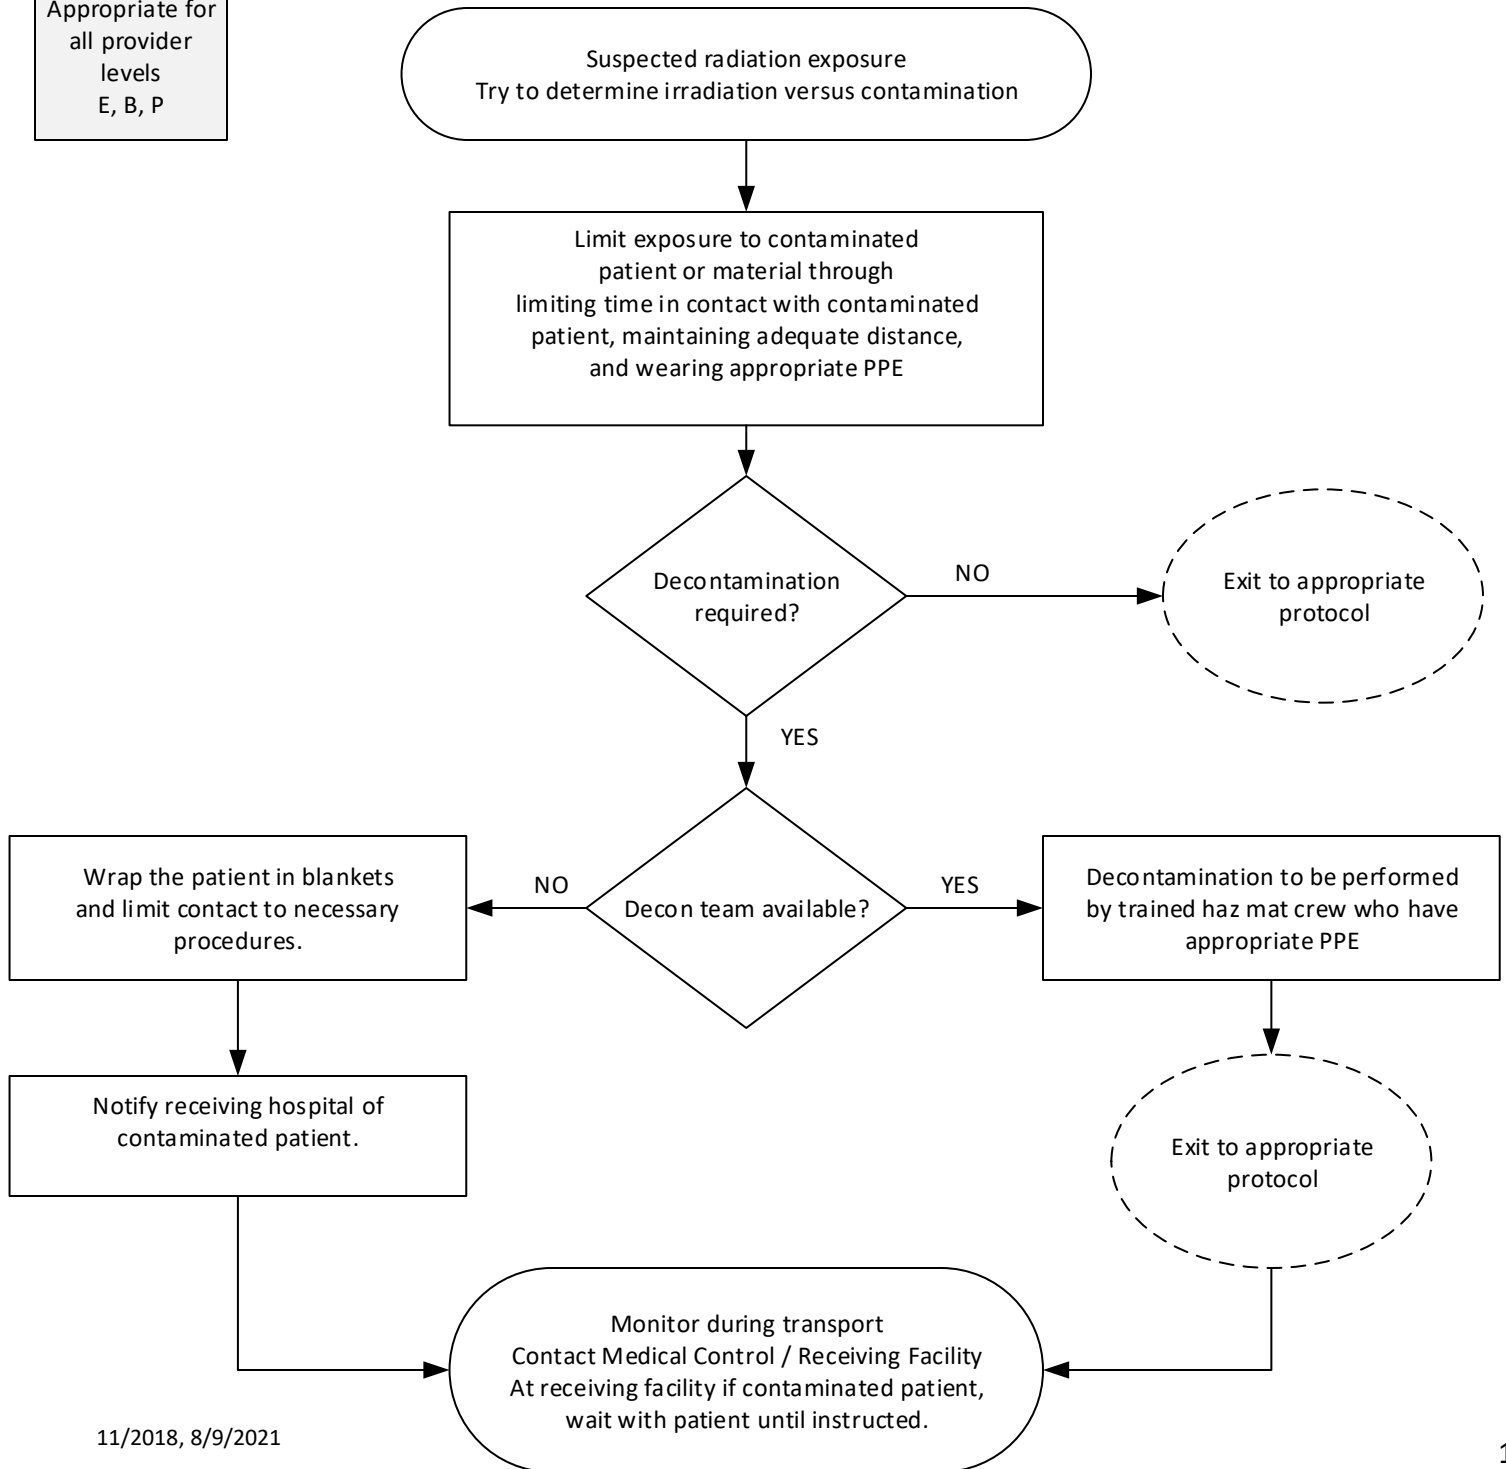 Appropriate for
all provider
levels
E, B, P
Suspected radiation exposure
Try to determine irradiation versus contamination
Limit exposure to contaminated
patient or material through
limiting time in contact with contaminated
patient, maintaining adequate distance,
and wearing appropriate PPE
Decontamination
required?
NO
Exit to appropriate
protocol
YES
Wrap the patient in blankets
and limit contact to necessary
procedures.
NO
Decon team available?
YES
Decontamination to be performed
by trained haz mat crew who have
appropriate PPE
Notify receiving hospital of
contaminated patient.
Exit to appropriate
protocol
Monitor during transport
Contact Medical Control / Receiving Facility
At receiving facility if contaminated patient,
wait with patient until instructed.
11/2018, 8/9/2021